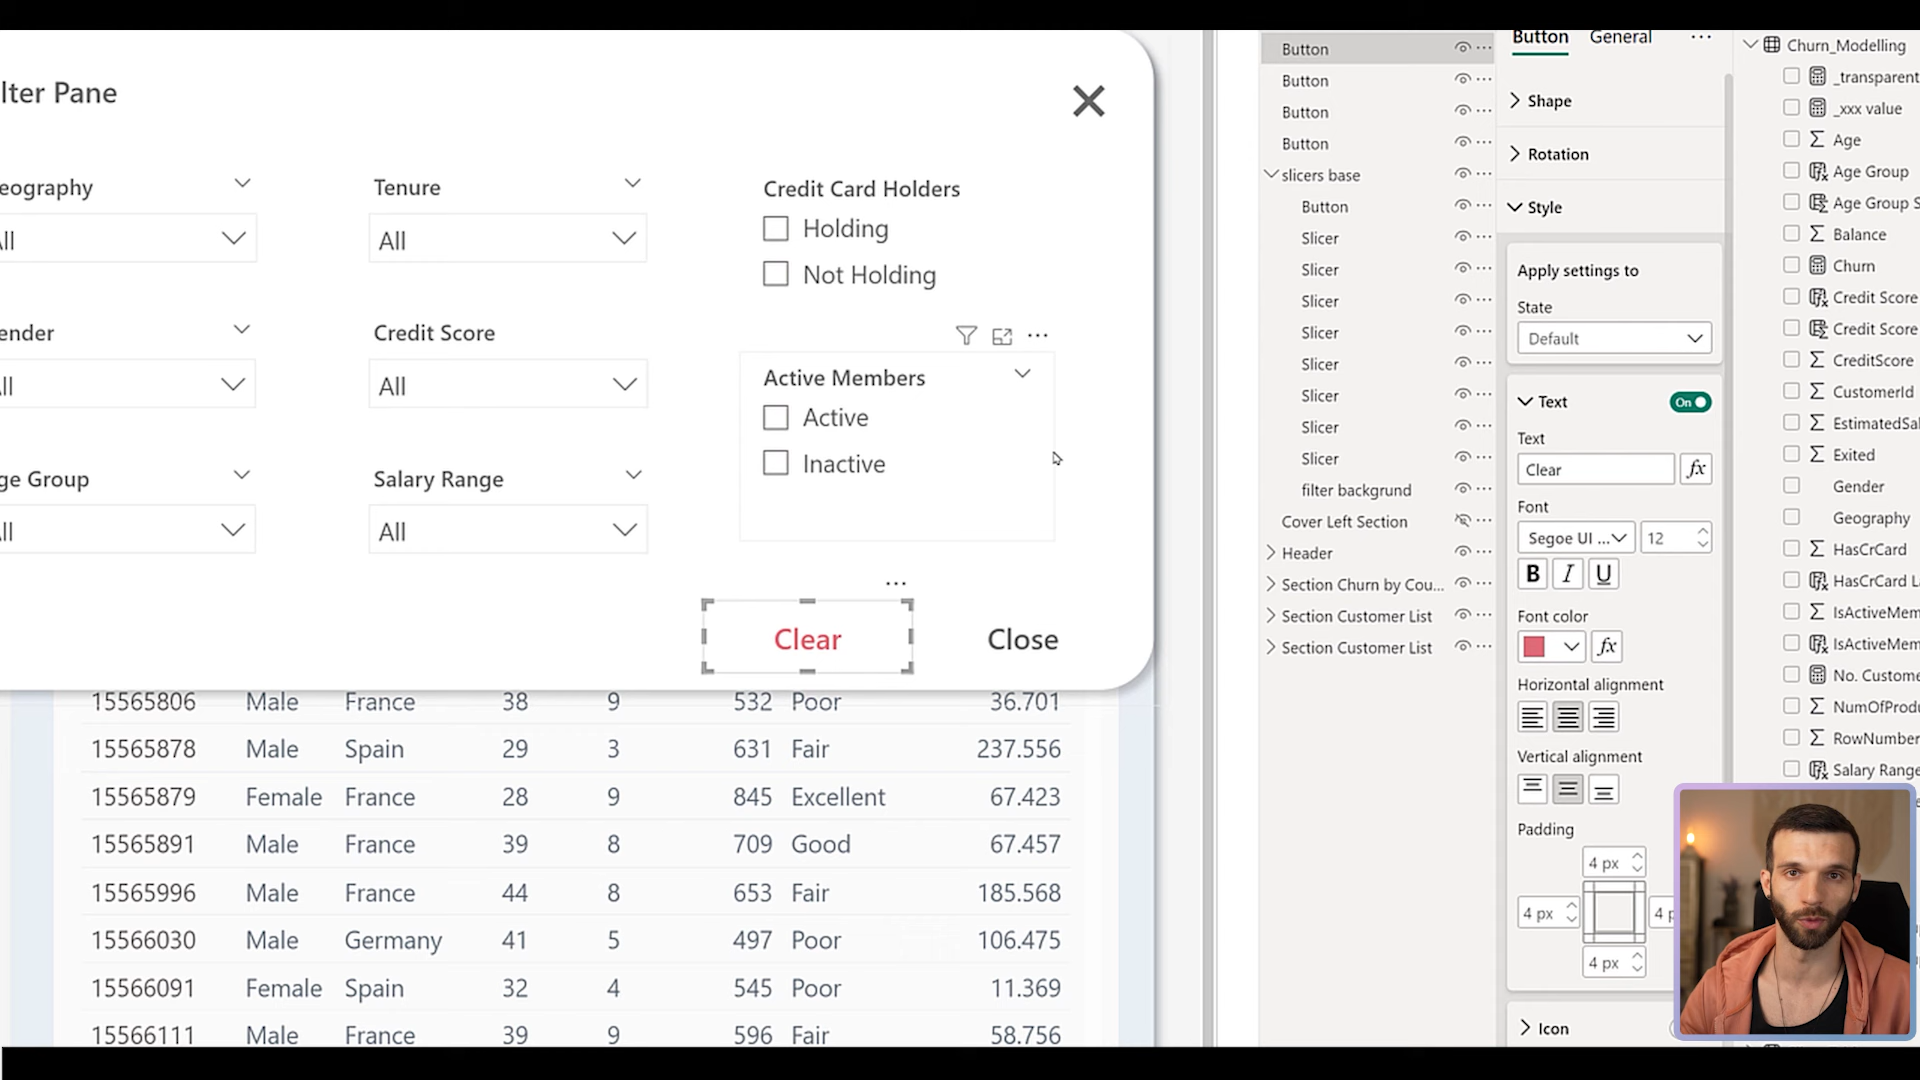 lter Pane
eography
All
Tenure
All
Credit Card Holders
Holding
Not Holding
ender
All
Credit Score
All
Active Members
Active
Inactive
ge Group
All
Salary Range
All
Clear
Close
15565806 Male France 38 9 532 Poor 36.701
15565878 Male Spain 29 3 631 Fair 237.556
15565879 Female France 28 9 845 Excellent 67.423
15565891 Male France 39 8 709 Good 67.457
15565996 Male France 44 8 653 Fair 185.568
15566030 Male Germany 41 5 497 Poor 106.475
15566091 Female Spain 32 4 545 Poor 11.369
15566111 Male France 39 9 596 Fair 58.756
Button
Button
Button
Button
slicers base
Button
Slicer
Slicer
Slicer
Slicer
Slicer
Slicer
Slicer
Slicer
filter backgrund
Cover Left Section
Header
Section Churn by Cou...
Section Customer List
Section Customer List
Button General
Shape
Rotation
Style
Apply settings to
State
Default
Text On
Text
Clear fx
Font
Segoe UI ... 12
B I U
Font color
fx
Horizontal alignment
Vertical alignment
Padding
4 px
4 px 4 p
4 px
Icon
Churn_Modelling
_transparent
_xxx value
Age
Age Group
Age Group S
Balance
Churn
Credit Score
Credit Score
CreditScore
CustomerId
EstimatedSal
Exited
Gender
Geography
HasCrCard
HasCrCard L
IsActiveMem
IsActiveMem
No. Custome
NumOfProdu
RowNumber
Salary Range